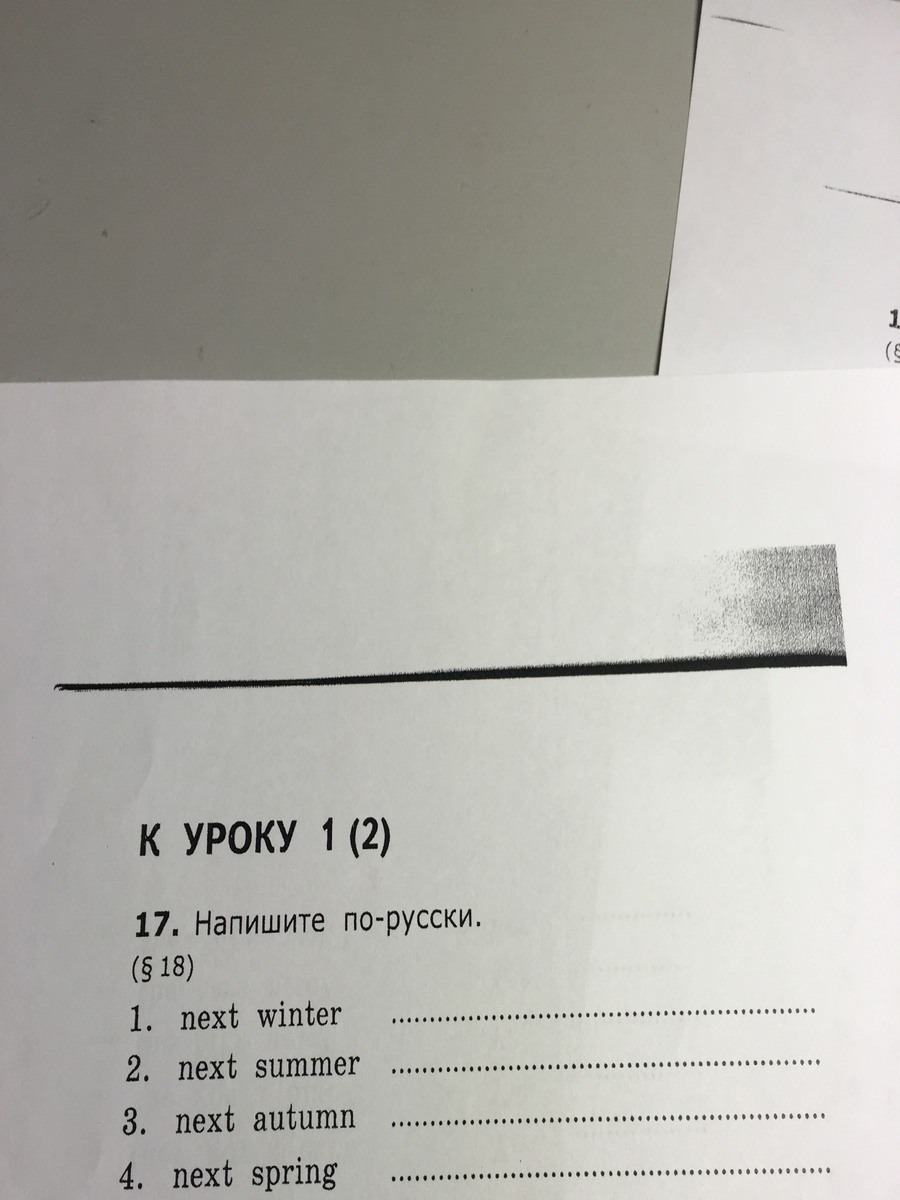 1
(§
К УРОКУ 1 (2)
17. Напишите по-русски.
(§ 18)
1. next winter ........................................................
2. next summer ........................................................
3. next autumn ........................................................
4. next spring ........................................................